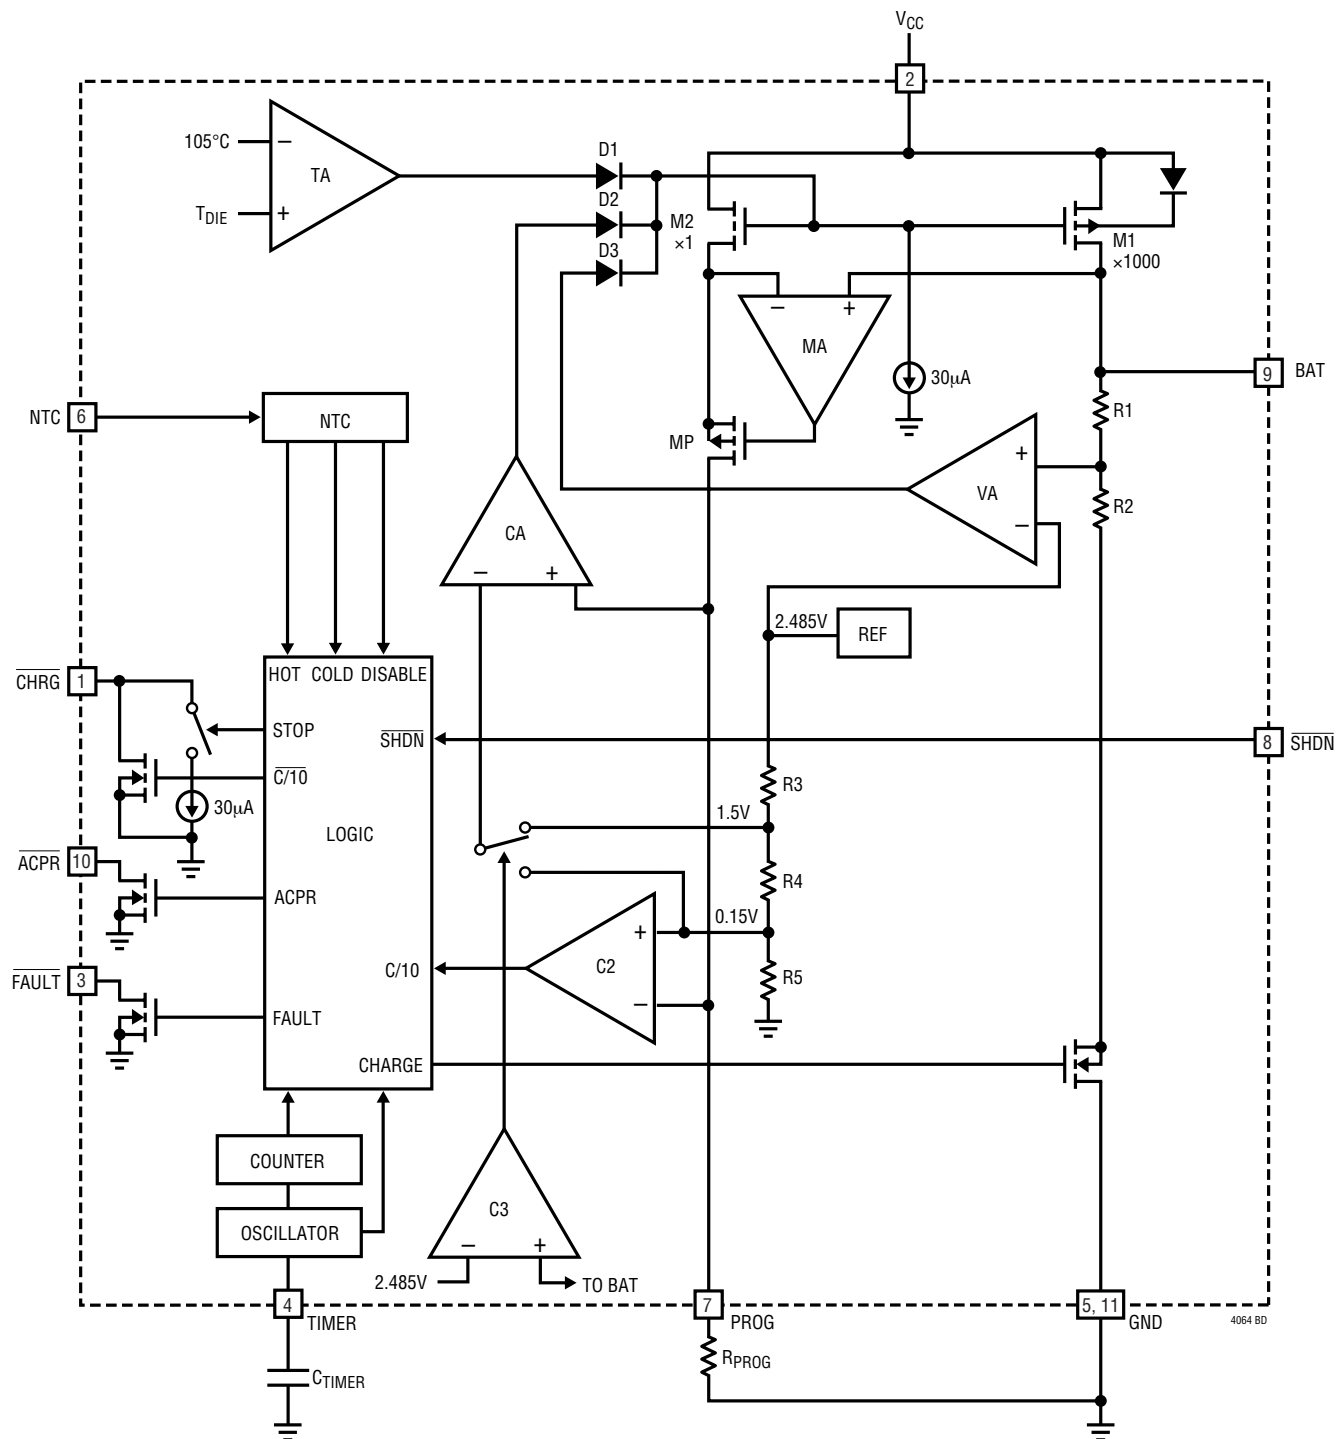 VCC
2
105°C
−
TA
TDIE
+
D1
D2
D3
M2
×1
M1
×1000
−
+
MA
30µA
9
BAT
NTC
6
NTC
R1
MP
+
VA
−
R2
CA
−
+
2.485V
REF
CHRG
1
HOT COLD DISABLE
STOP
SHDN
8
SHDN
C/10
30µA
R3
1.5V
LOGIC
ACPR
10
ACPR
R4
0.15V
+
C2
−
C/10
R5
FAULT
3
FAULT
CHARGE
COUNTER
C3
OSCILLATOR
−
+
2.485V
TO BAT
4
TIMER
7
PROG
5, 11
GND
4064 BD
RPROG
CTIMER